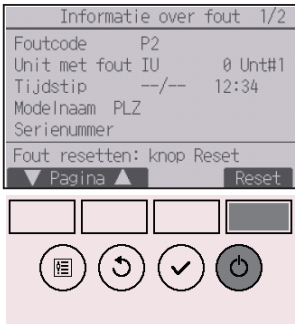 Informatie over fout 1/2
Foutcode P2
Unit met fout IU 0 Unt#1
Tijdstip --/-- 12:34
Modelnaam PLZ
Serienummer
Fout resetten: knop Reset
▼ Pagina ▲ Reset